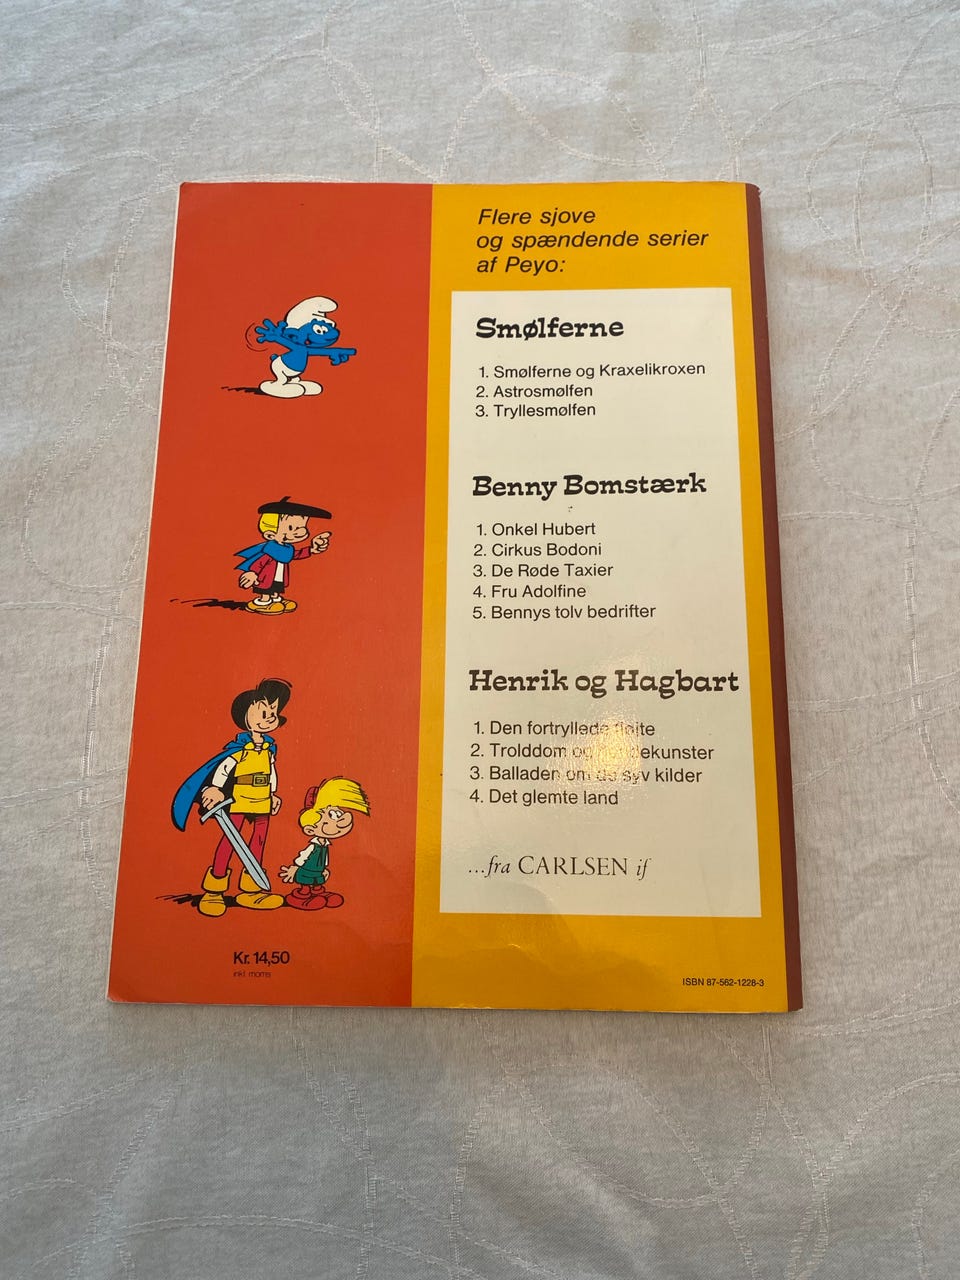 Flere sjove
og spændende serier
af Peyo:
Smølferne
1. Smølferne og Kraxelikroxen
2. Astrosmølfen
3. Tryllesmølfen
Benny Bomstærk
1. Onkel Hubert
2. Cirkus Bodoni
3. De Røde Taxier
4. Fru Adolfine
5. Bennys tolv bedrifter
Henrik og Hagbart
1. Den fortryllede fløjte
2. Trolddom og
3. Balladen om de syv kilder
4. Det glemte land
...fra CARLSEN if
Kr. 14,50
inkl. moms
ISBN 87-562-1228-3